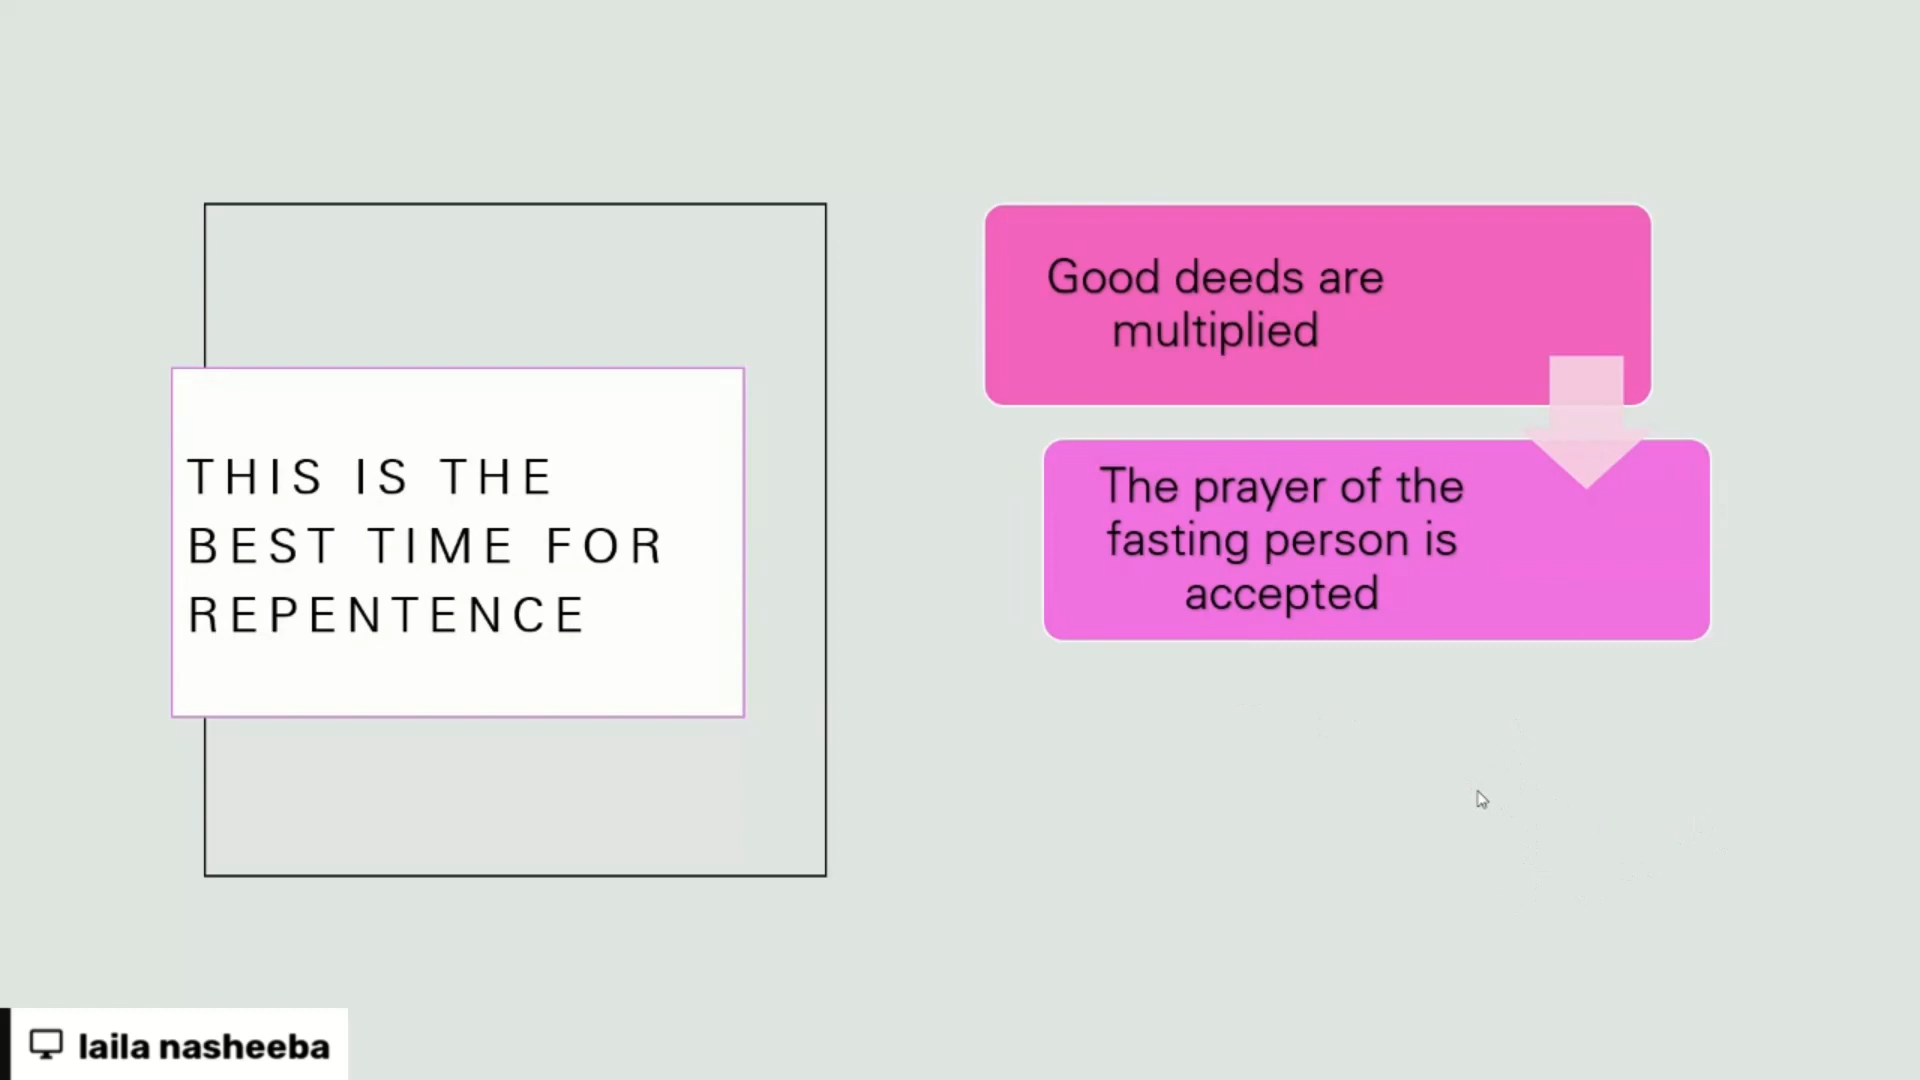 THIS IS THE
BEST TIME FOR
REPENTENCE
Good deeds are
multiplied
The prayer of the
fasting person is
accepted
laila nasheeba